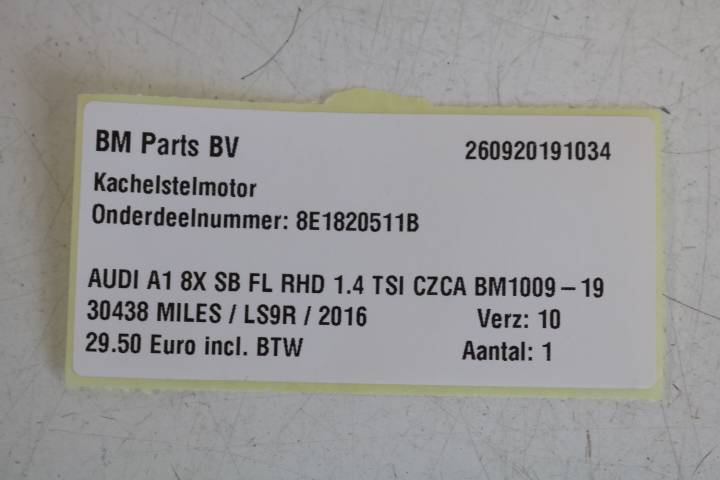 BM Parts BV 260920191034
Kachelstelmotor
Onderdeelnummer: 8E1820511B
AUDI A1 8X SB FL RHD 1.4 TSI CZCA BM1009-19
30438 MILES / LS9R / 2016 Verz: 10
29.50 Euro incl. BTW Aantal: 1